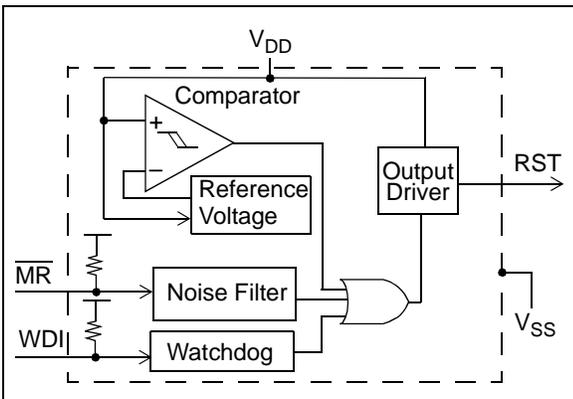 VDD
Comparator
+
−
Reference
Voltage
Output
Driver
RST
MR
Noise Filter
WDI
Watchdog
VSS